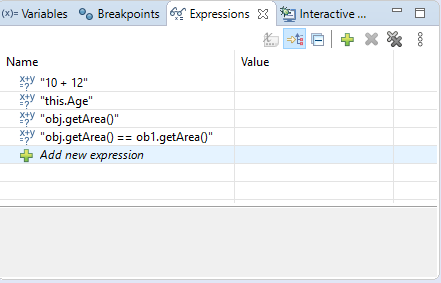 (x)= Variables Breakpoints Expressions Interactive ...
Name Value
x+y =? "10 + 12"
x+y =? "this.Age"
x+y =? "obj.getArea()"
x+y =? "obj.getArea() == ob1.getArea()"
Add new expression